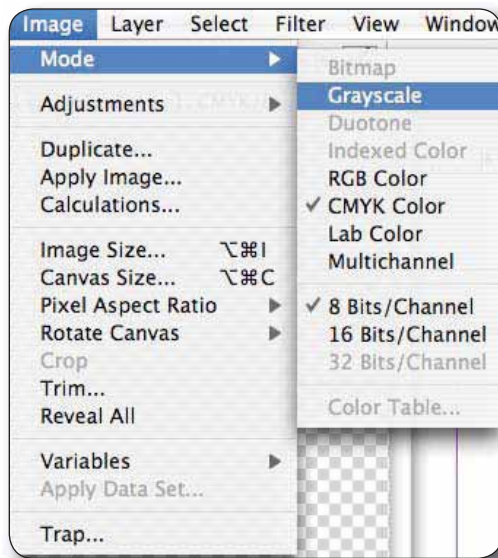 Image Layer Select Filter View Window
Mode
Adjustments
Duplicate...
Apply Image...
Calculations...
Image Size... ⌥⌘I
Canvas Size... ⌥⌘C
Pixel Aspect Ratio
Rotate Canvas
Crop
Trim...
Reveal All
Variables
Apply Data Set...
Trap...
Bitmap
Grayscale
Duotone
Indexed Color
RGB Color
✓ CMYK Color
Lab Color
Multichannel
✓ 8 Bits/Channel
16 Bits/Channel
32 Bits/Channel
Color Table...